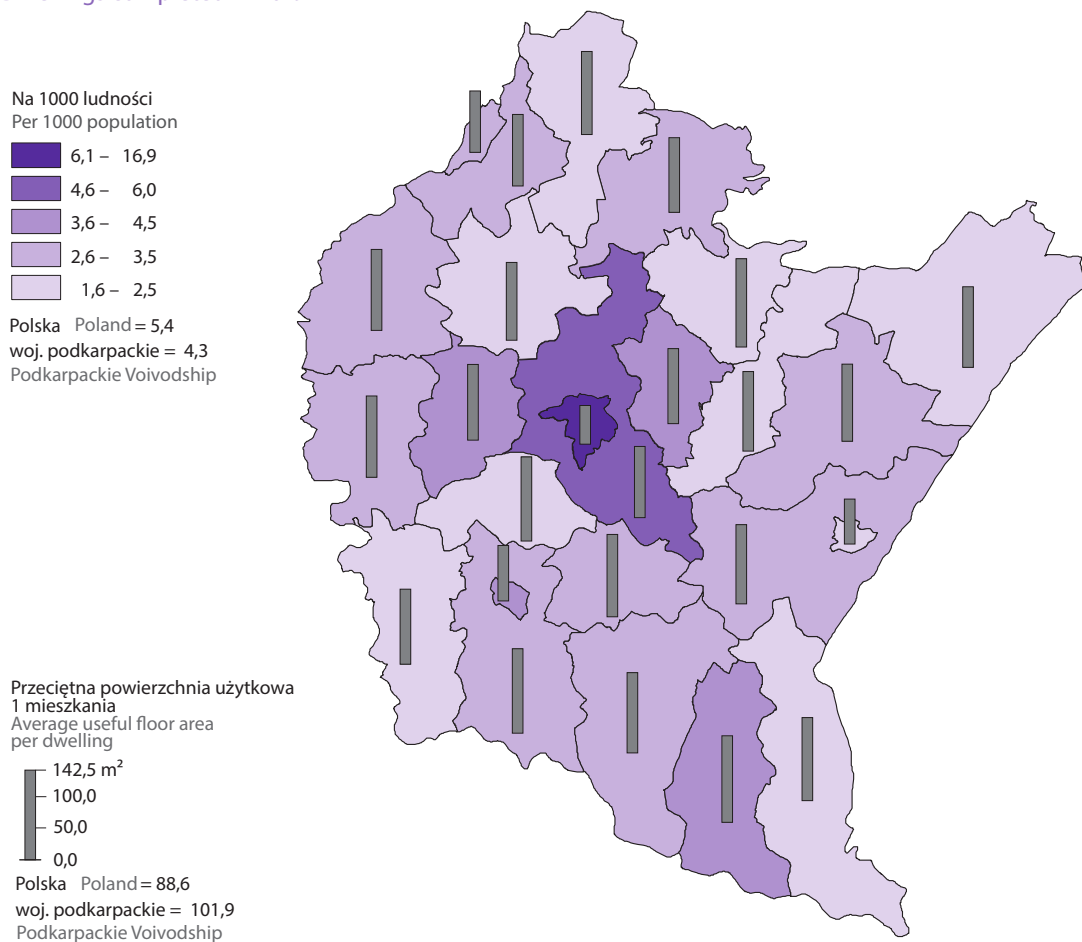 Na 1000 ludności
Per 1000 population
6,1 – 16,9
4,6 – 6,0
3,6 – 4,5
2,6 – 3,5
1,6 – 2,5
Polska Poland = 5,4
woj. podkarpackie = 4,3
Podkarpackie Voivodship
Przeciętna powierzchnia użytkowa
1 mieszkania
Average useful floor area
per dwelling
142,5 m²
100,0
50,0
0,0
Polska Poland = 88,6
woj. podkarpackie = 101,9
Podkarpackie Voivodship